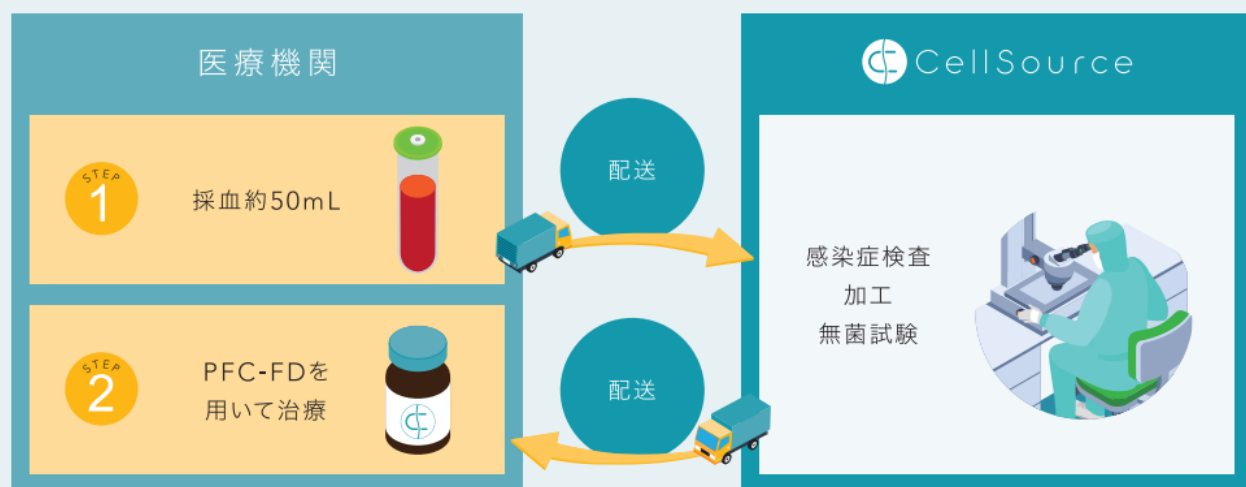 医療機関
STEP
1
採血約50mL
配送
CellSource
感染症検査
加工
無菌試験
STEP
2
PFC-FDを
用いて治療
配送